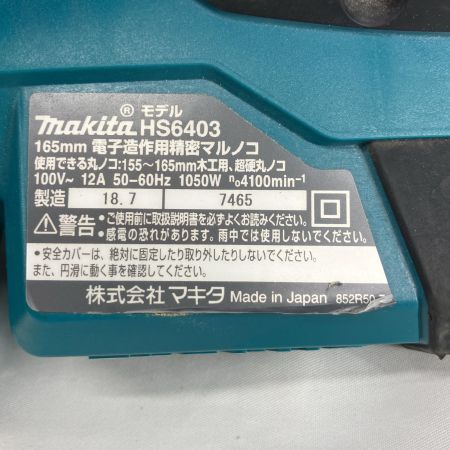 ® モデル
makita HS6403
165mm 電子造作用精密マルノコ
使用できる丸ノコ:155～165mm木工用、超硬丸ノコ
100V～ 12A 50-60Hz 1050W n₀4100min⁻¹
製造 18.7 7465
⚠警告 ・ご使用前に取扱説明書を必ずよくお読みください。
・感電の恐れがあります。雨中では使用しないでください。
・安全カバーは、絶対に固定したり取り外したりしないでください。
また、円滑に動く事を確認してください。
株式会社 マキタ Made in Japan 852R50-7